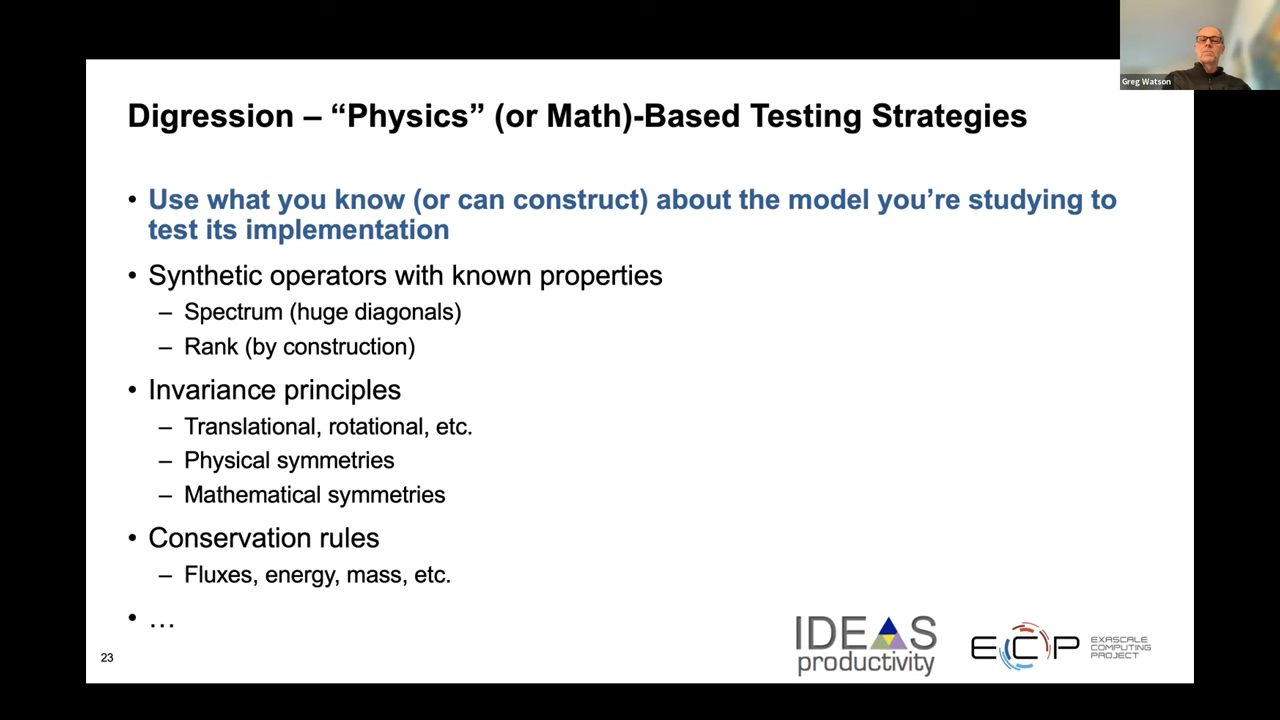 Greg Watson
Digression – “Physics” (or Math)-Based Testing Strategies
• Use what you know (or can construct) about the model you’re studying to
test its implementation
• Synthetic operators with known properties
– Spectrum (huge diagonals)
– Rank (by construction)
• Invariance principles
– Translational, rotational, etc.
– Physical symmetries
– Mathematical symmetries
• Conservation rules
– Fluxes, energy, mass, etc.
• …
23
IDEAS
productivity
ECP
EXASCALE
COMPUTING
PROJECT